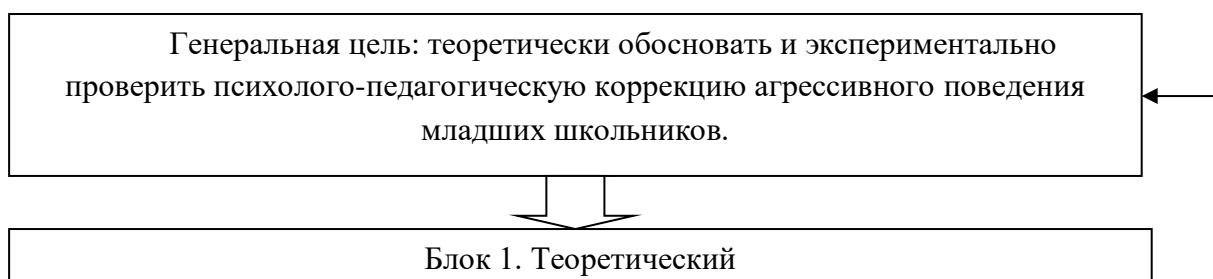 Генеральная цель: теоретически обосновать и экспериментально
проверить психолого-педагогическую коррекцию агрессивного поведения
младших школьников.
Блок 1. Теоретический